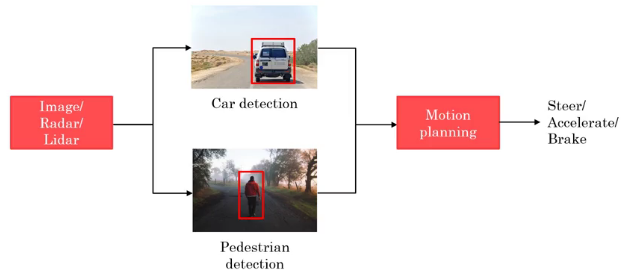 Image/
Radar/
Lidar
Car detection
Pedestrian
detection
Motion
planning
Steer/
Accelerate/
Brake